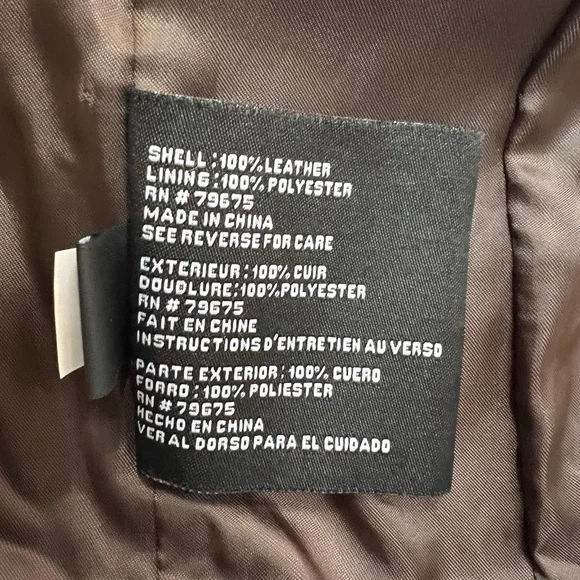 SHELL:100%LEATHER
LINING:100%POLYESTER
RN # 79675
MADE IN CHINA
SEE REVERSE FOR CARE
EXTERIEUR:100% CUIR
DOUDLURE:100%POLYESTER
RN # 79675
FAIT EN CHINE
INSTRUCTIONS D'ENTRETIEN AU VERSO
PARTE EXTERIOR:100% CUERO
FORRO:100% POLIESTER
RN # 79675
HECHO EN CHINA
VER AL DORSO PARA EL CUIDADO